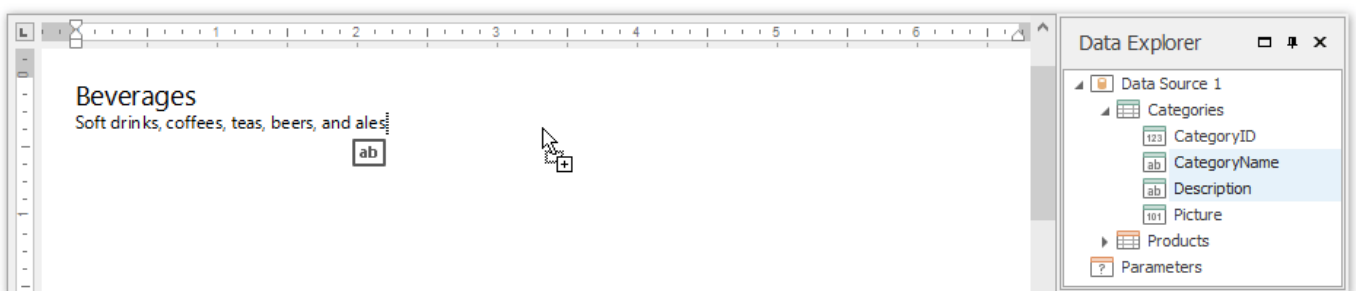 L 1 2 3 4 5 6
Data Explorer
Beverages
Soft drinks, coffees, teas, beers, and ales
ab
Data Source 1
Categories
123 CategoryID
ab CategoryName
ab Description
101 Picture
Products
? Parameters